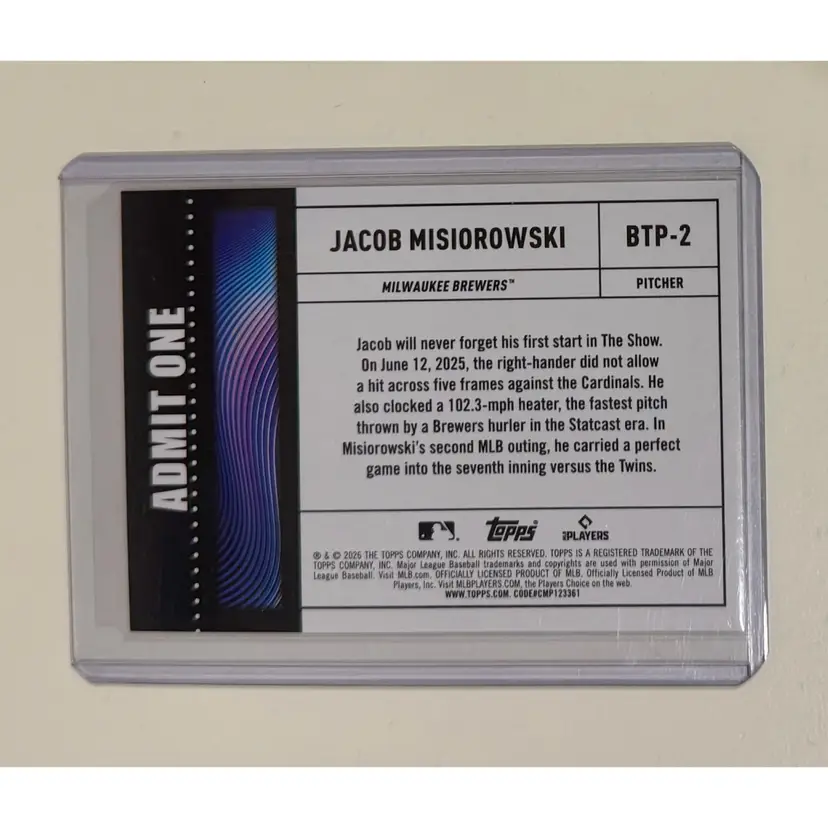 ADMIT ONE
JACOB MISIOROWSKI
BTP-2
MILWAUKEE BREWERS™
PITCHER
Jacob will never forget his first start in The Show.
On June 12, 2025, the right-hander did not allow
a hit across five frames against the Cardinals. He
also clocked a 102.3-mph heater, the fastest pitch
thrown by a Brewers hurler in the Statcast era. In
Misiorowski's second MLB outing, he carried a perfect
game into the seventh inning versus the Twins.
Topps
MLBPLAYERS
® & © 2026 THE TOPPS COMPANY, INC. ALL RIGHTS RESERVED. TOPPS IS A REGISTERED TRADEMARK OF THE
TOPPS COMPANY, INC. Major League Baseball trademarks and copyrights are used with permission of Major
League Baseball. Visit MLB.com. OFFICIALLY LICENSED PRODUCT OF MLB. Officially Licensed Product of MLB
Players, Inc. Visit MLBPLAYERS.COM, the Players Choice on the web.
WWW.TOPPS.COM. CODE#CMP123361